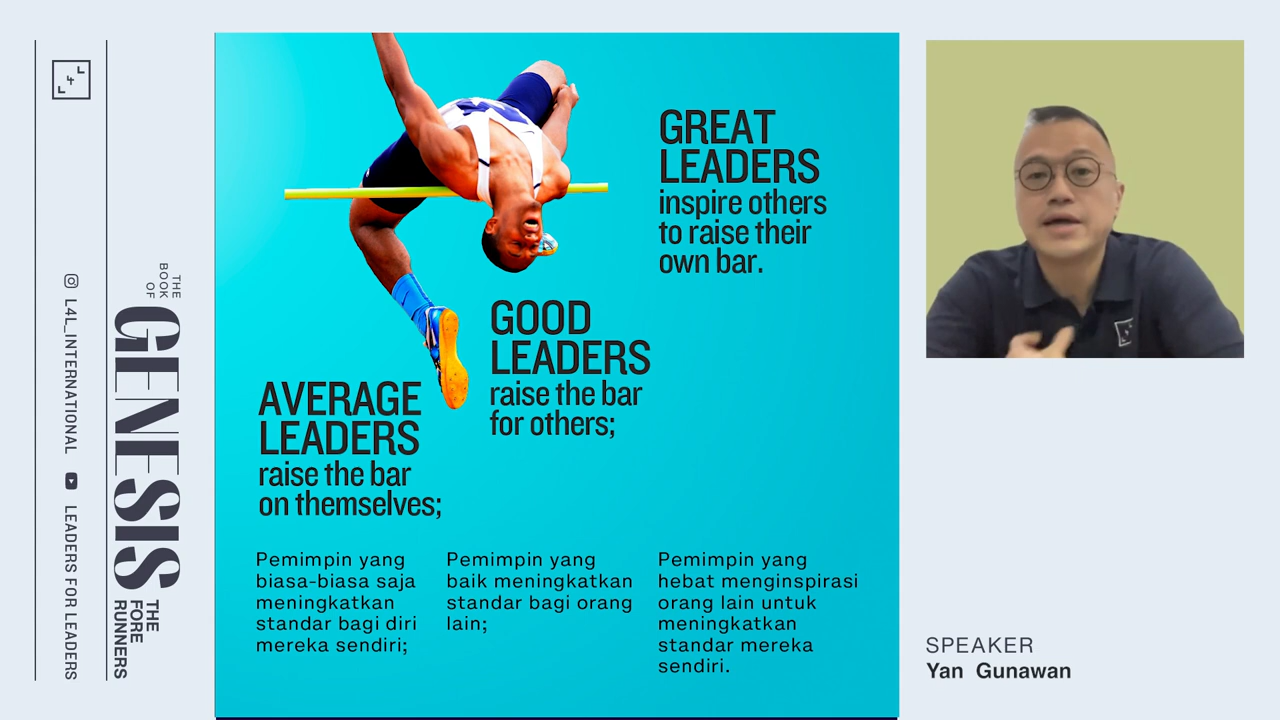 THE
BOOK
OF
GENESIS
THE
FORE
RUNNERS
L4L_INTERNATIONAL
LEADERS FOR LEADERS
AVERAGE
LEADERS
raise the bar
on themselves;
GOOD
LEADERS
raise the bar
for others;
GREAT
LEADERS
inspire others
to raise their
own bar.
Pemimpin yang
biasa-biasa saja
meningkatkan
standar bagi diri
mereka sendiri;
Pemimpin yang
baik meningkatkan
standar bagi orang
lain;
Pemimpin yang
hebat menginspirasi
orang lain untuk
meningkatkan
standar mereka
sendiri.
SPEAKER
Yan Gunawan